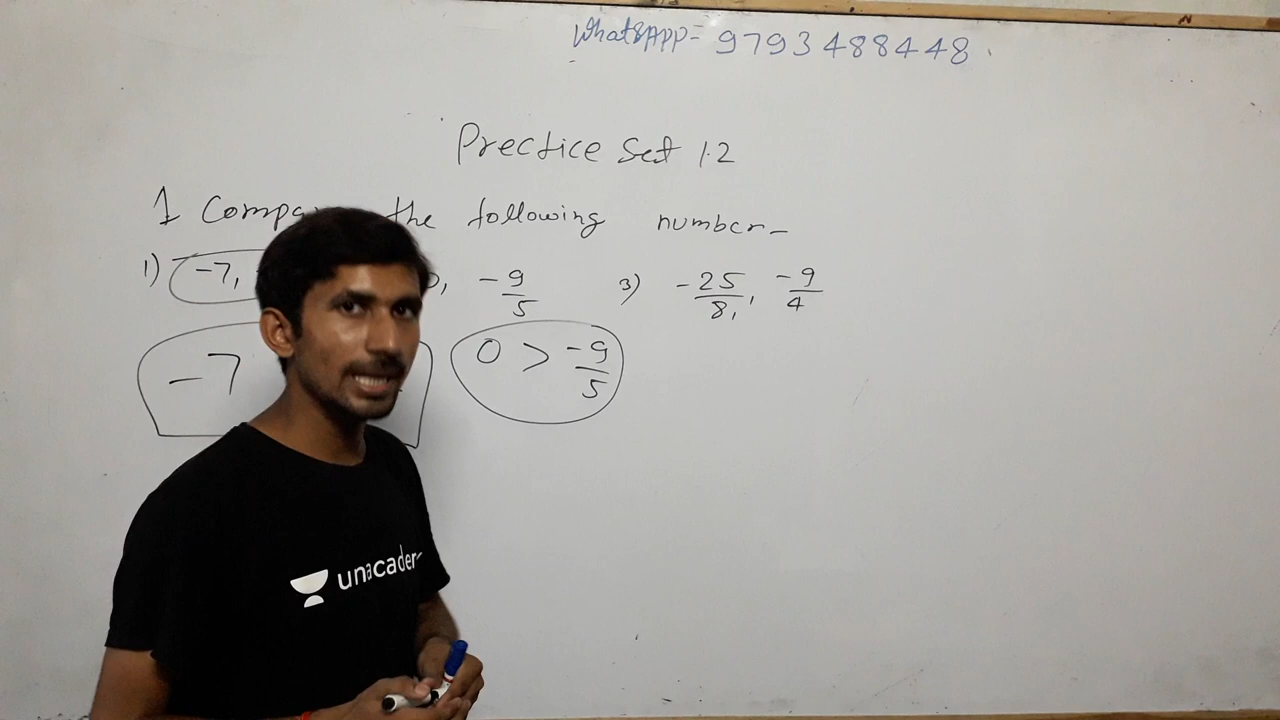 WhatsApp= 9793488448
Prectice Set 1.2
1 the following number-
1) -7, -9/5 3) -25/8, -9/4
-7 0 > -9/5
unacade